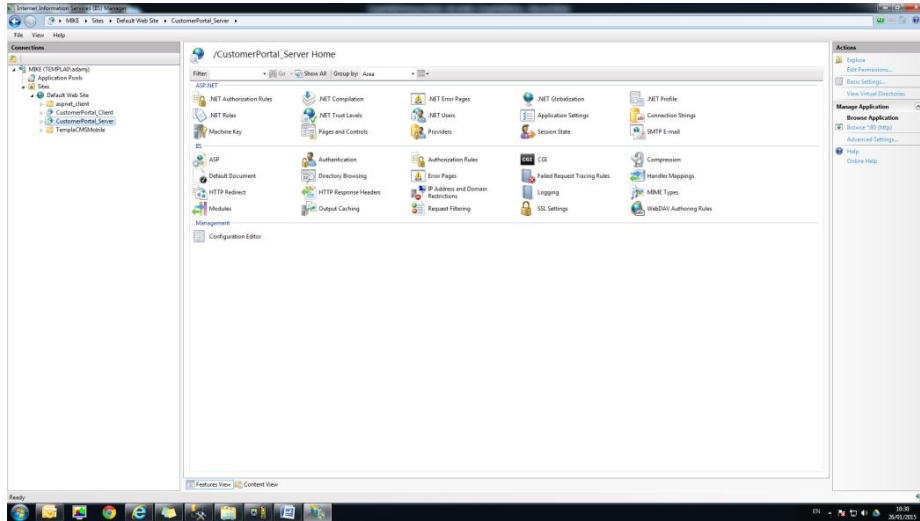 Internet Information Services (IIS) Manager
MIKE ▸ Sites ▸ Default Web Site ▸ CustomerPortal_Server ▸
File View Help
Connections
MIKE (TEMPLAP\adamj)
Application Pools
Sites
Default Web Site
aspnet_client
CustomerPortal_Client
CustomerPortal_Server
TemplaCMSMobile
/CustomerPortal_Server Home
Filter: Go Show All Group by: Area
ASP.NET
.NET Authorization Rules .NET Compilation .NET Error Pages .NET Globalization .NET Profile
.NET Roles .NET Trust Levels .NET Users Application Settings Connection Strings
Machine Key Pages and Controls Providers Session State SMTP E-mail
IIS
ASP Authentication Authorization Rules CGI Compression
Default Document Directory Browsing Error Pages Failed Request Tracing Rules Handler Mappings
HTTP Redirect HTTP Response Headers IP Address and Domain Restrictions Logging MIME Types
Modules Output Caching Request Filtering SSL Settings WebDAV Authoring Rules
Management
Configuration Editor
Features View Content View
Ready
Actions
Explore
Edit Permissions...
Basic Settings...
View Virtual Directories
Manage Application
Browse Application
Browse *:80 (http)
Advanced Settings...
Help
Online Help
EN
10:30
26/01/2015